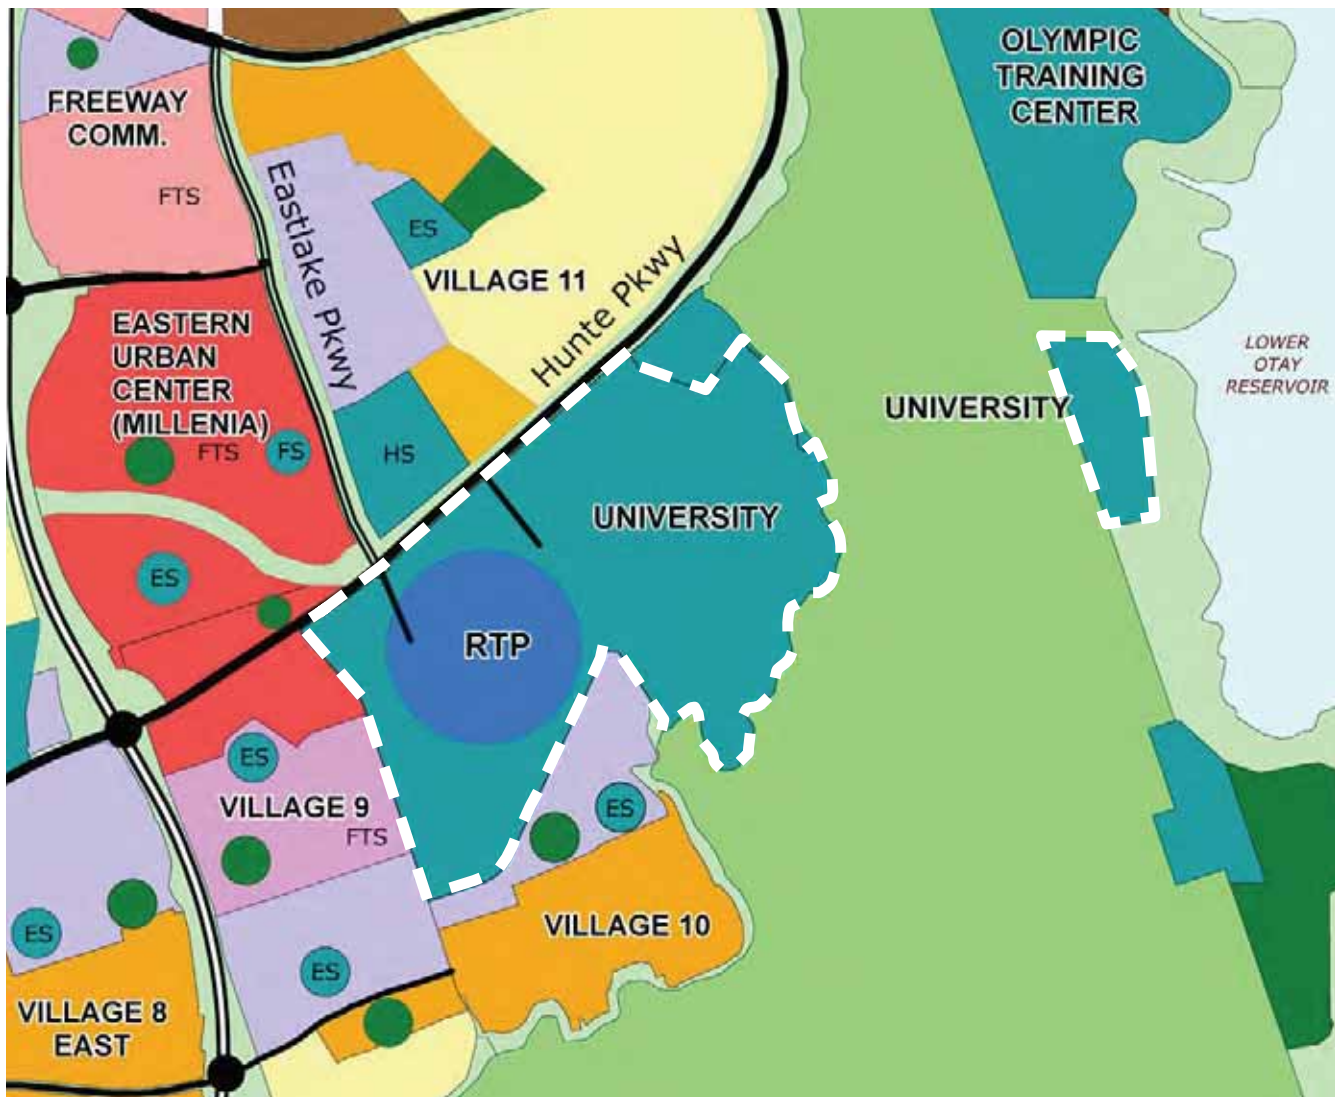 OLYMPIC
TRAINING
CENTER
FREEWAY
COMM.
FTS
Eastlake Pkwy
ES
VILLAGE 11
Hunte Pkwy
EASTERN
URBAN
CENTER
(MILLENIA)
FTS
FS
HS
LOWER
OTAY
RESERVOIR
UNIVERSITY
UNIVERSITY
ES
RTP
ES
VILLAGE 9
FTS
ES
ES
VILLAGE 10
ES
VILLAGE 8
EAST